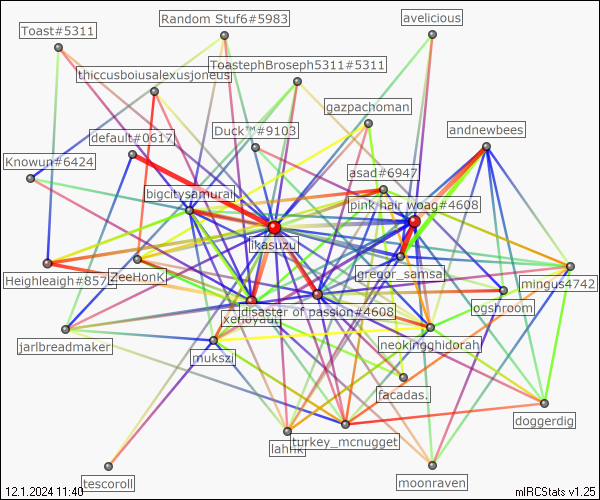 Random Stuf6#5983
avelicious
Toast#5311
ToastephBroseph5311#5311
thiccusboiusalexusjoneus
gazpachoman
Duck™#9103
andnewbees
default#0617
Knowun#6424
asad#6947
bigcitysamurai
pink hair woag#4608
ikasuzu
gregor_samsa
Heighleaigh#857
ZeeHonk
mingus4742
ogshroom
disaster of passion#4608
jarlbreadmaker
neokingghidorah
mukszi
facadas.
doggerdig
lahnk
turkey_mcnugget
tescoroll
moonraven
12.1.2024 11:40
mIRCStats v1.25